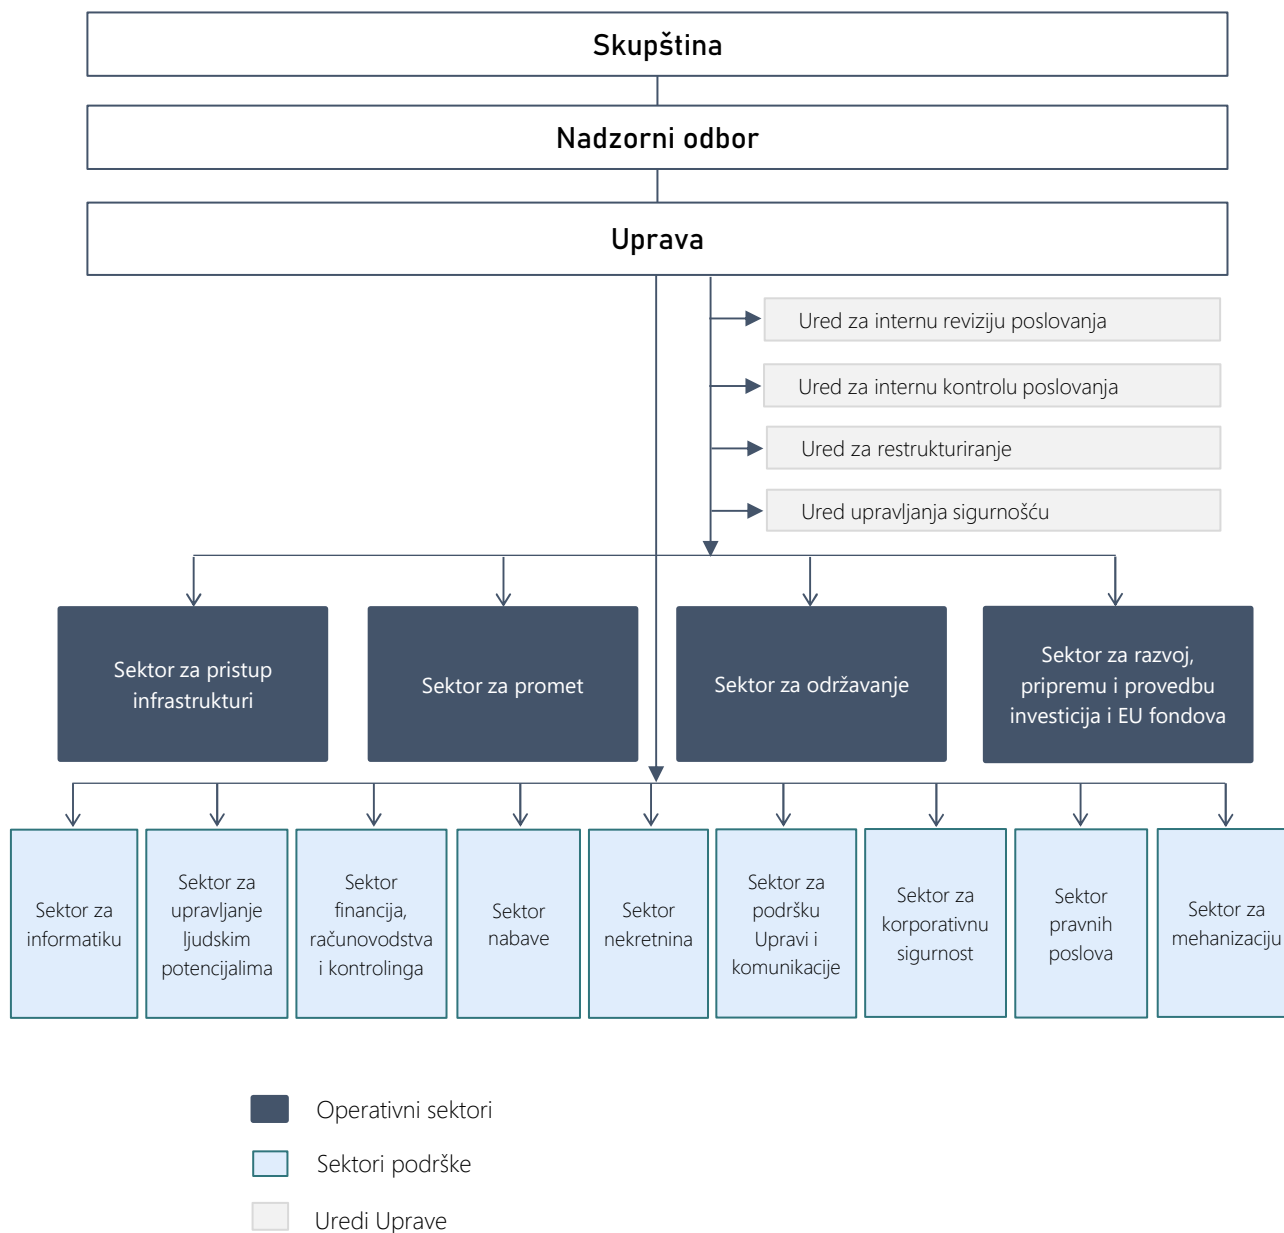 Skupština
Nadzorni odbor
Uprava
Ured za internu reviziju poslovanja
Ured za internu kontrolu poslovanja
Ured za restrukturiranje
Ured upravljanja sigurnošću
Sektor za pristup
infrastrukturi
Sektor za promet
Sektor za održavanje
Sektor za razvoj,
pripremu i provedbu
investicija i EU fondova
Sektor za
informatiku
Sektor za
upravljanje
ljudskim
potencijalima
Sektor
financija,
računovodstva
i kontrolinga
Sektor
nabave
Sektor
nekretnina
Sektor za
podršku
Upravi i
komunikacije
Sektor za
korporativnu
sigurnost
Sektor
pravnih
poslova
Sektor za
mehanizaciju
Operativni sektori
Sektori podrške
Uredi Uprave